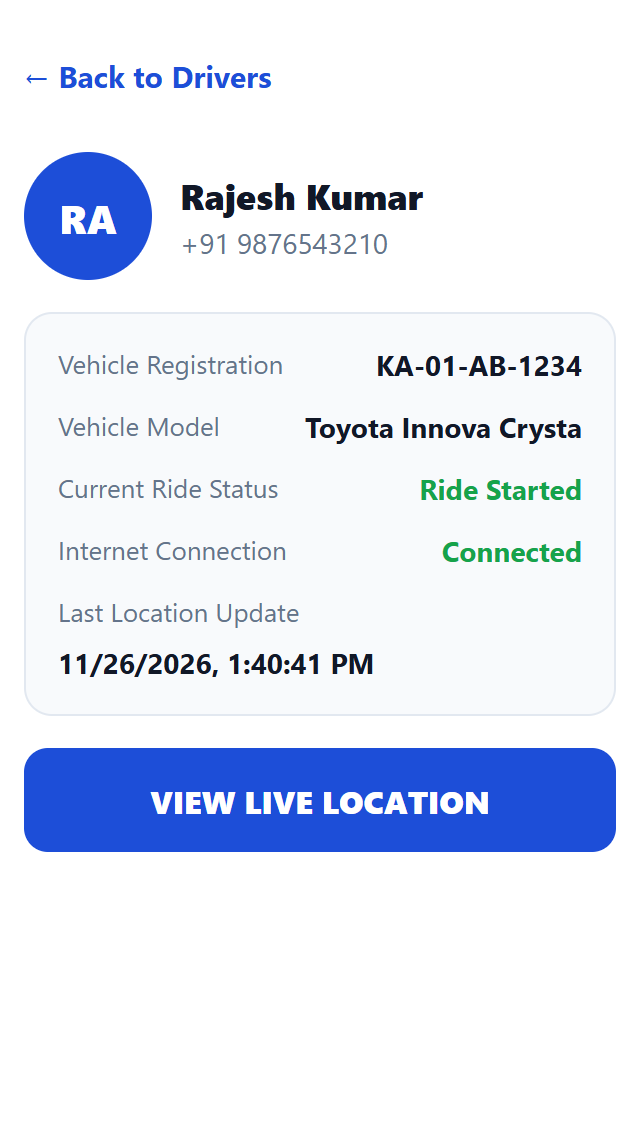 ← Back to Drivers
RA
Rajesh Kumar
+91 9876543210
Vehicle Registration KA-01-AB-1234
Vehicle Model Toyota Innova Crysta
Current Ride Status Ride Started
Internet Connection Connected
Last Location Update
11/26/2026, 1:40:41 PM
VIEW LIVE LOCATION